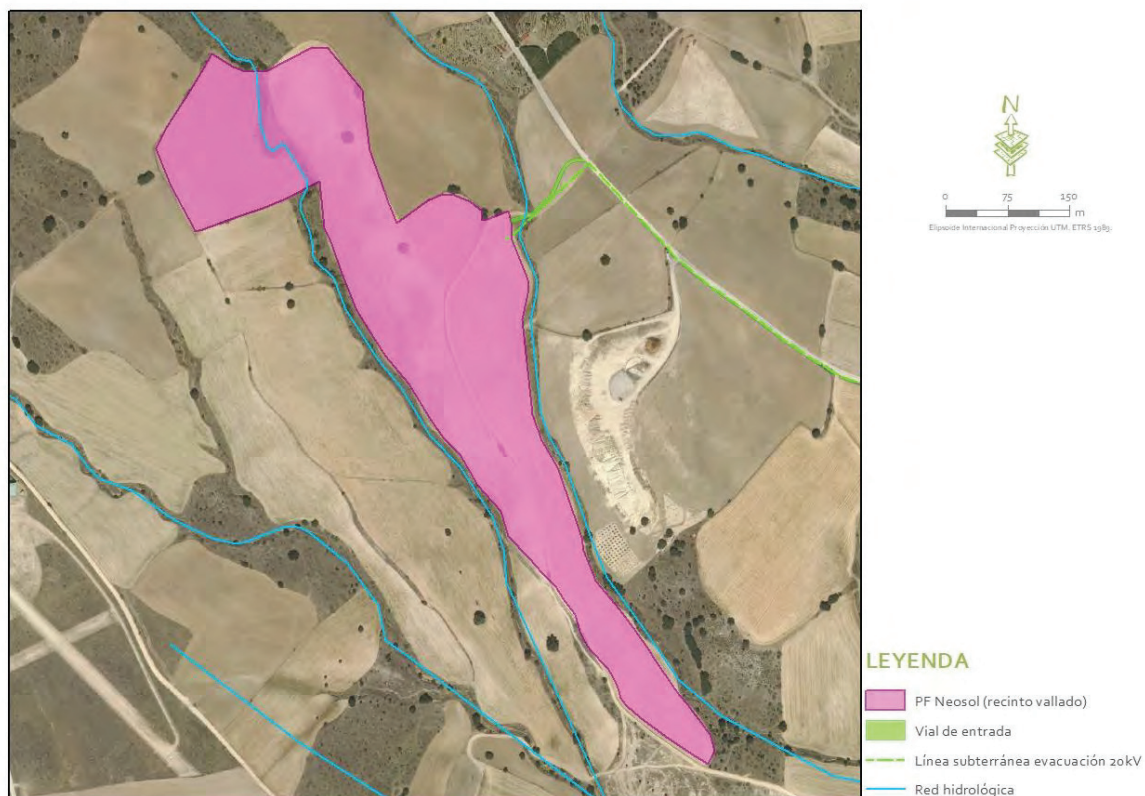 N
0 75 150
m
Elipsoide Internacional Proyección UTM. ETRS 1989.
LEYENDA
PF Neosol (recinto vallado)
Vial de entrada
Línea subterránea evacuación 20kV
Red hidrológica